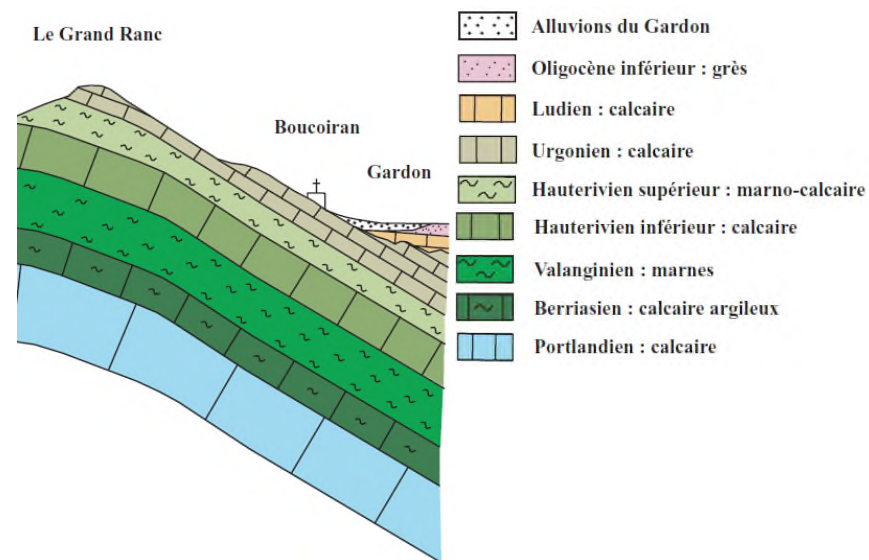 Le Grand Ranc
Boucoiran
Gardon
Alluvions du Gardon
Oligocène inférieur : grès
Ludien : calcaire
Urgonien : calcaire
Hauterivien supérieur : marno-calcaire
Hauterivien inférieur : calcaire
Valanginien : marnes
Berriasien : calcaire argileux
Portlandien : calcaire